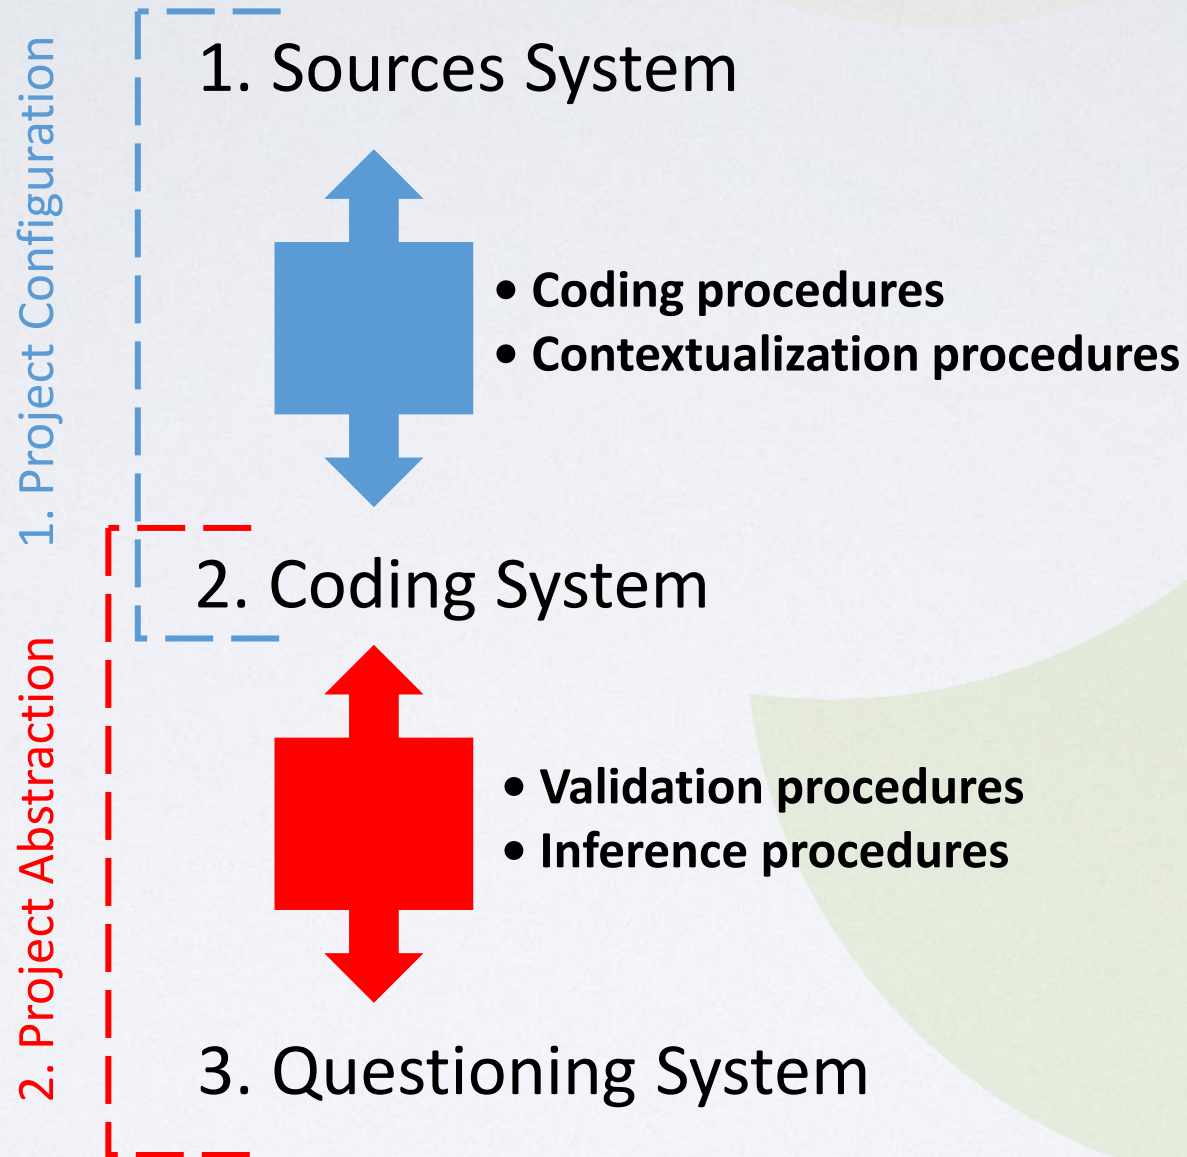 1. Project Configuration
1. Sources System
• Coding procedures
• Contextualization procedures
2. Coding System
2. Project Abstraction
• Validation procedures
• Inference procedures
3. Questioning System